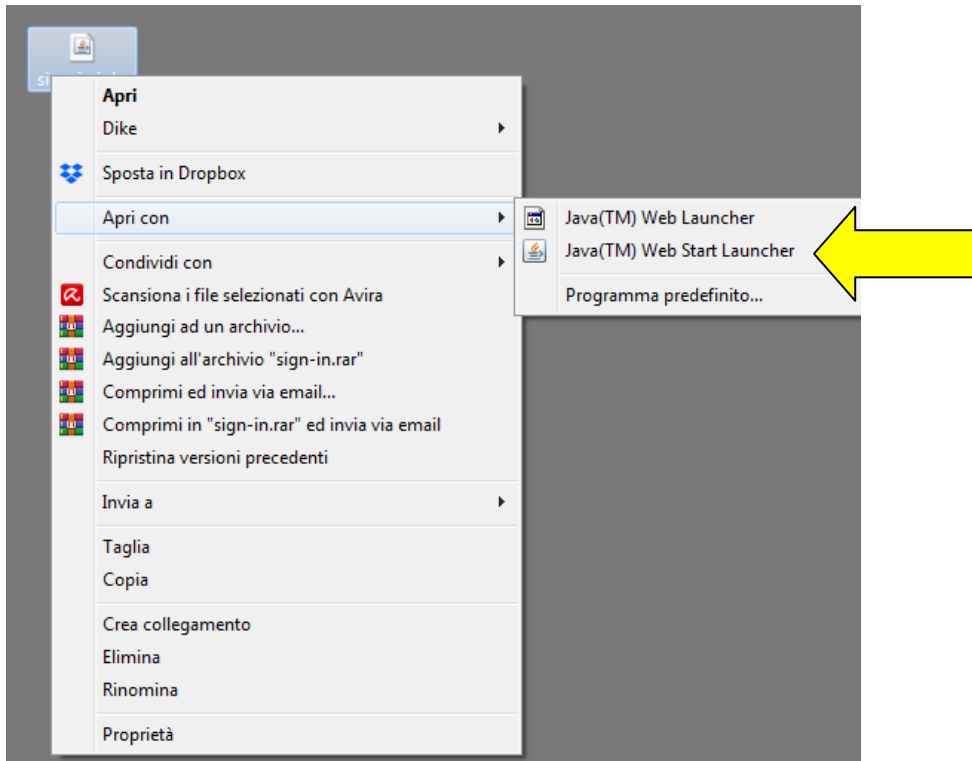 Apri
Dike
Sposta in Dropbox
Apri con
Java(TM) Web Launcher
Java(TM) Web Start Launcher
Programma predefinito...
Condividi con
Scansiona i file selezionati con Avira
Aggiungi ad un archivio...
Aggiungi all'archivio "sign-in.rar"
Comprimi ed invia via email...
Comprimi in "sign-in.rar" ed invia via email
Ripristina versioni precedenti
Invia a
Taglia
Copia
Crea collegamento
Elimina
Rinomina
Proprietà